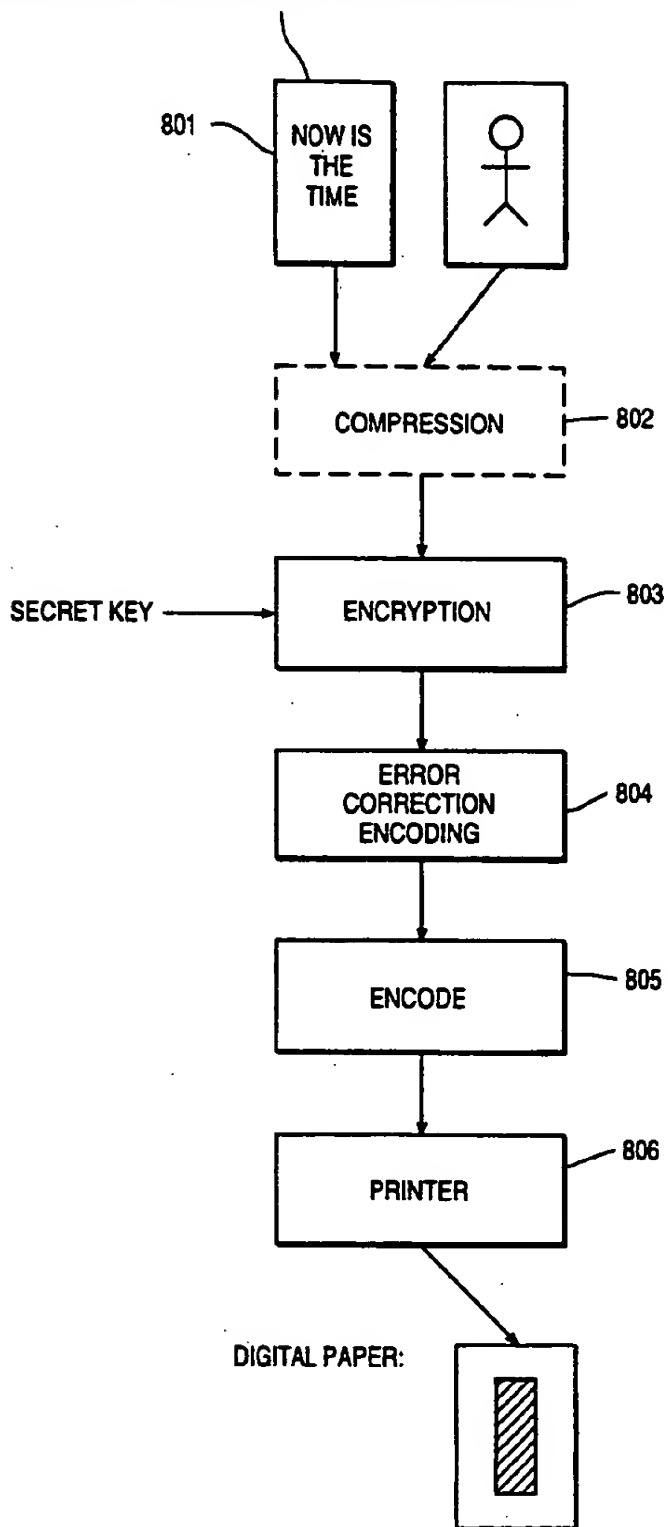 801
NOW IS
THE
TIME
COMPRESSION
802
SECRET KEY
ENCRYPTION
803
ERROR
CORRECTION
ENCODING
804
ENCODE
805
PRINTER
806
DIGITAL PAPER: